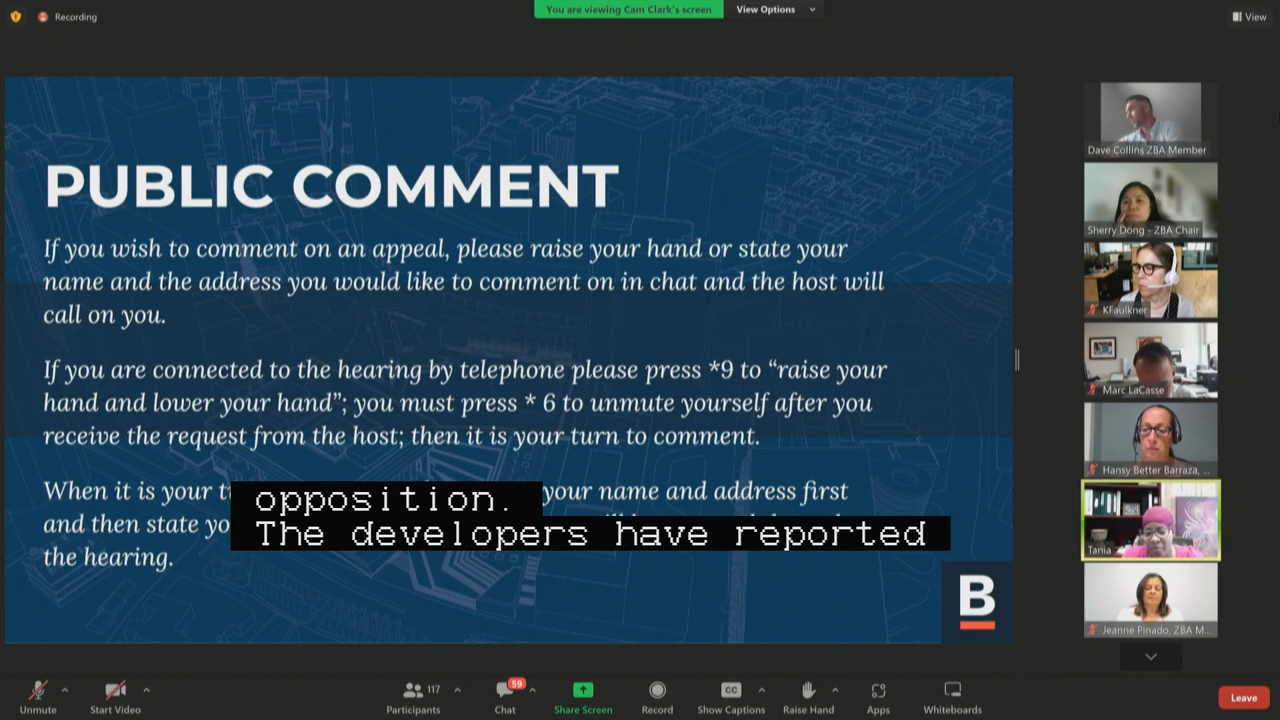 Recording
You are viewing Cam Clark's screen
View Options
View
PUBLIC COMMENT
If you wish to comment on an appeal, please raise your hand or state your
name and the address you would like to comment on in chat and the host will
call on you.
If you are connected to the hearing by telephone please press *9 to “raise your
hand and lower your hand”; you must press * 6 to unmute yourself after you
receive the request from the host; then it is your turn to comment.
When it is your your name and address first
and then state
the hearing.
opposition.
The developers have reported
B
Dave Collins ZBA Member
Sherry Dong - ZBA Chair
KFaulkner
Marc LaCasse
Hansy Better Barraza, ...
Tania
Jeanne Pinado, ZBA M...
Unmute
Start Video
117
Participants
59
Chat
Share Screen
Record
CC
Show Captions
Raise Hand
Apps
Whiteboards
Leave